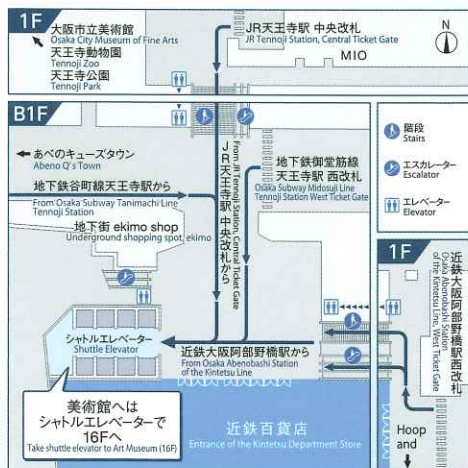 1F
大阪市立美術館
Osaka City Museum of Fine Arts
天王寺動物園
Tennoji Zoo
天王寺公園
Tennoji Park
JR天王寺駅 中央改札
JR Tennoji Station, Central Ticket Gate
MIO
N
B1F
あべのキューズタウン
Abeno Q's Town
地下鉄谷町線天王寺駅から
From Osaka Subway Tanimachi Line
Tennoji Station
地下街 ekimo shop
Underground shopping spot, ekimo
JR天王寺駅 中央改札から
From JR Tennoji Station, Central Ticket Gate
地下鉄御堂筋線
天王寺駅 西改札
Osaka Subway Midosuji Line
Tennoji Station West Ticket Gate
階段
Stairs
エスカレーター
Escalator
エレベーター
Elevator
シャトルエレベーター
Shuttle Elevator
近鉄大阪阿部野橋駅から
From Osaka Abenobashi Station
of the Kintetsu Line
美術館へは
シャトルエレベーターで
16Fへ
Take shuttle elevator to Art Museum (16F)
近鉄百貨店
Entrance of the Kintetsu Department Store
1F
近鉄大阪阿部野橋駅西改札
Osaka Abenobashi Station
of the Kintetsu Line, West Ticket Gate
Hoop
and